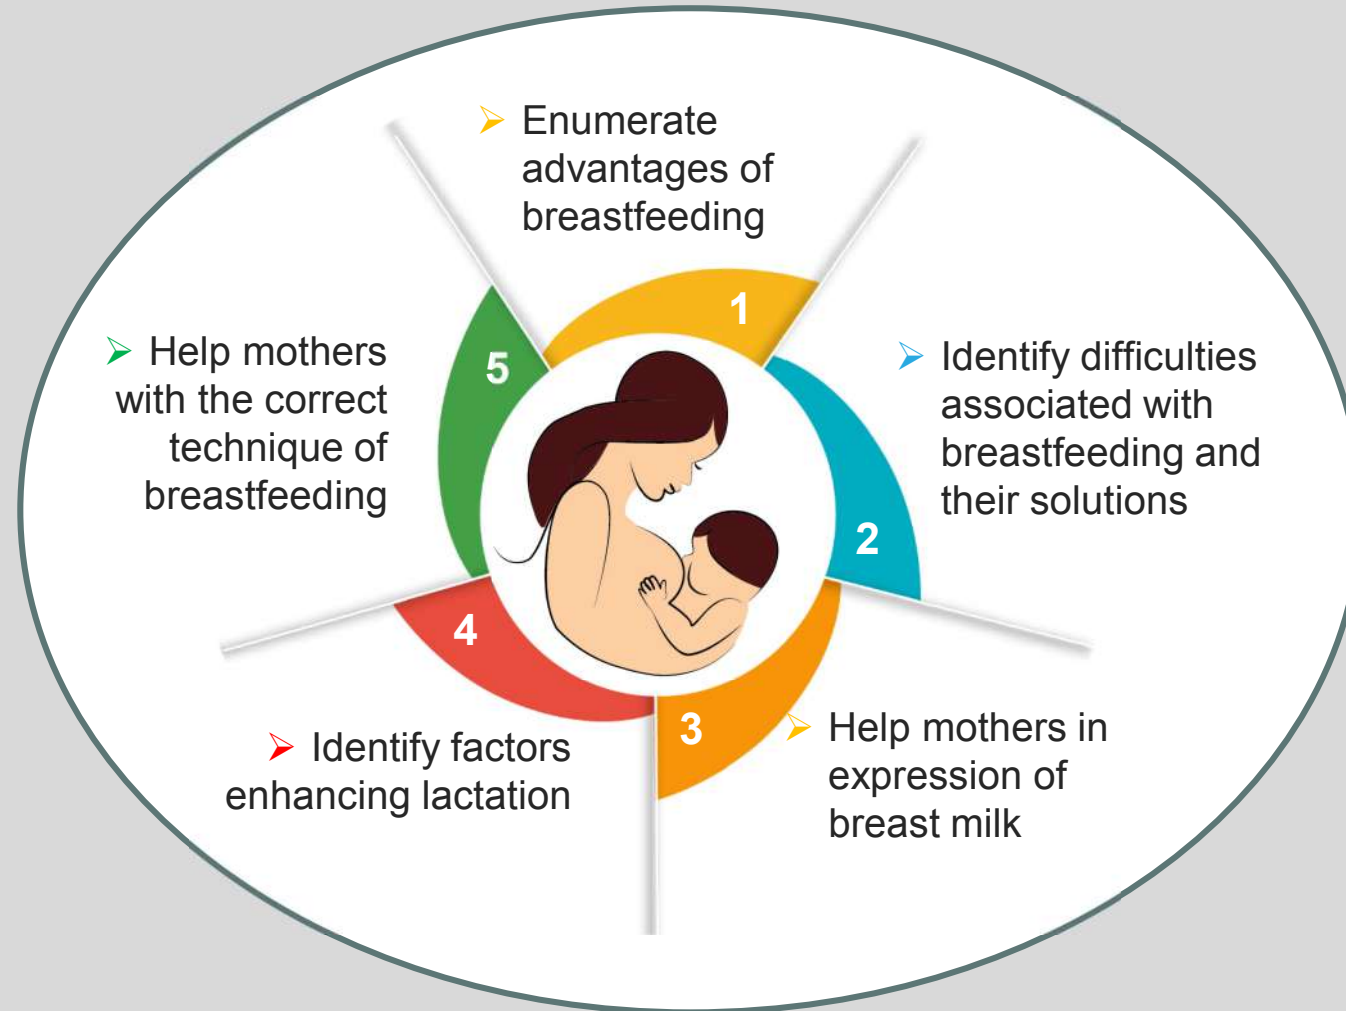 ➢ Enumerate
advantages of
breastfeeding
1
➢ Identify difficulties
associated with
breastfeeding and
their solutions
2
➢ Help mothers in
expression of
breast milk
3
➢ Identify factors
enhancing lactation
4
➢ Help mothers
with the correct
technique of
breastfeeding
5